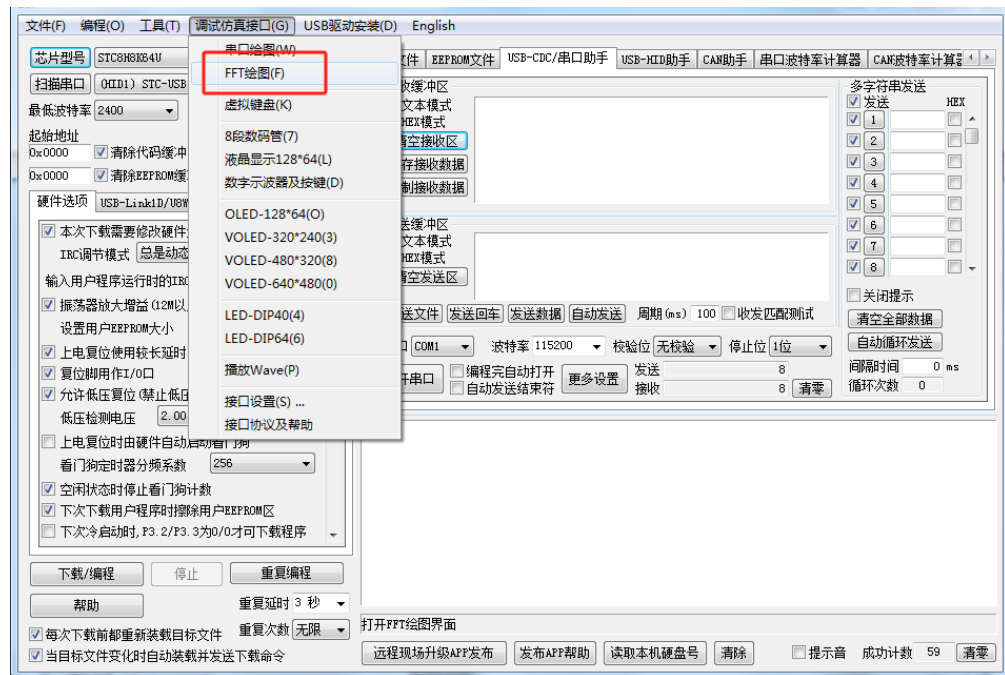 文件(F) 编程(O) 工具(T) 调试仿真接口(G) USB驱动安装(D) English
芯片型号 STC8H8K64U
扫描串口 (HID1) STC-USB
最低波特率 2400
起始地址
0x0000 清除代码缓冲
0x0000 清除EEPROM缓
硬件选项 USB-Link1D/U8W
本次下载需要修改硬件
IRC调节模式 总是动态
输入用户程序运行时的IRC
振荡器放大增益(12M以
设置用户EEPROM大小
上电复位使用较长延时
复位脚用作I/O口
允许低压复位(禁止低压
低压检测电压 2.00
上电复位时由硬件自动启动看门狗
看门狗定时器分频系数 256
空闲状态时停止看门狗计数
下次下载用户程序时擦除用户EEPROM区
下次冷启动时,P3.2/P3.3为0/0才可下载程序
下载/编程 停止 重复编程
帮助 重复延时 3 秒
每次下载前都重新装载目标文件 重复次数 无限
当目标文件变化时自动装载并发送下载命令
串口绘图(W)
FFT绘图(F)
虚拟键盘(K)
8段数码管(7)
液晶显示128*64(L)
数字示波器及按键(D)
OLED-128*64(O)
VOLED-320*240(3)
VOLED-480*320(8)
VOLED-640*480(0)
LED-DIP40(4)
LED-DIP64(6)
播放Wave(P)
接口设置(S) ...
接口协议及帮助
件 EEPROM文件 USB-CDC/串口助手 USB-HID助手 CAN助手 串口波特率计算器 CAN波特率计算器
收缓冲区
文本模式
HEX模式
清空接收区
存接收数据
制接收数据
送缓冲区
文本模式
HEX模式
清空发送区
送文件 发送回车 发送数据 自动发送 周期(ms) 100 收发匹配测试
口 COM1 波特率 115200 校验位 无校验 停止位 1位
开串口 编程完自动打开 更多设置 发送 8
自动发送结束符 接收 8 清零
多字符串发送
发送 HEX
1
2
3
4
5
6
7
8
关闭提示
清空全部数据
自动循环发送
间隔时间 0 ms
循环次数 0
打开FFT绘图界面
远程现场升级APP发布 发布APP帮助 读取本机硬盘号 清除 提示音 成功计数 59 清零